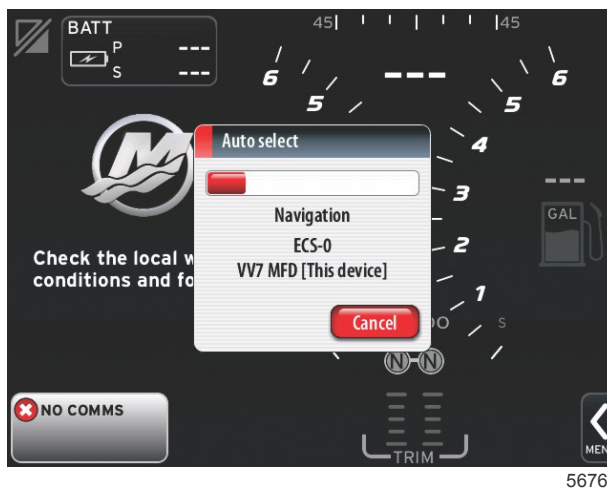 BATT
P ---
S ---
45 45
---
6 6
5 5
4
3
2
1
S
---
GAL
Auto select
Navigation
ECS-0
VV7 MFD [This device]
Cancel
Check the local w
conditions and fo
N N
NO COMMS
TRIM
MEN
5676